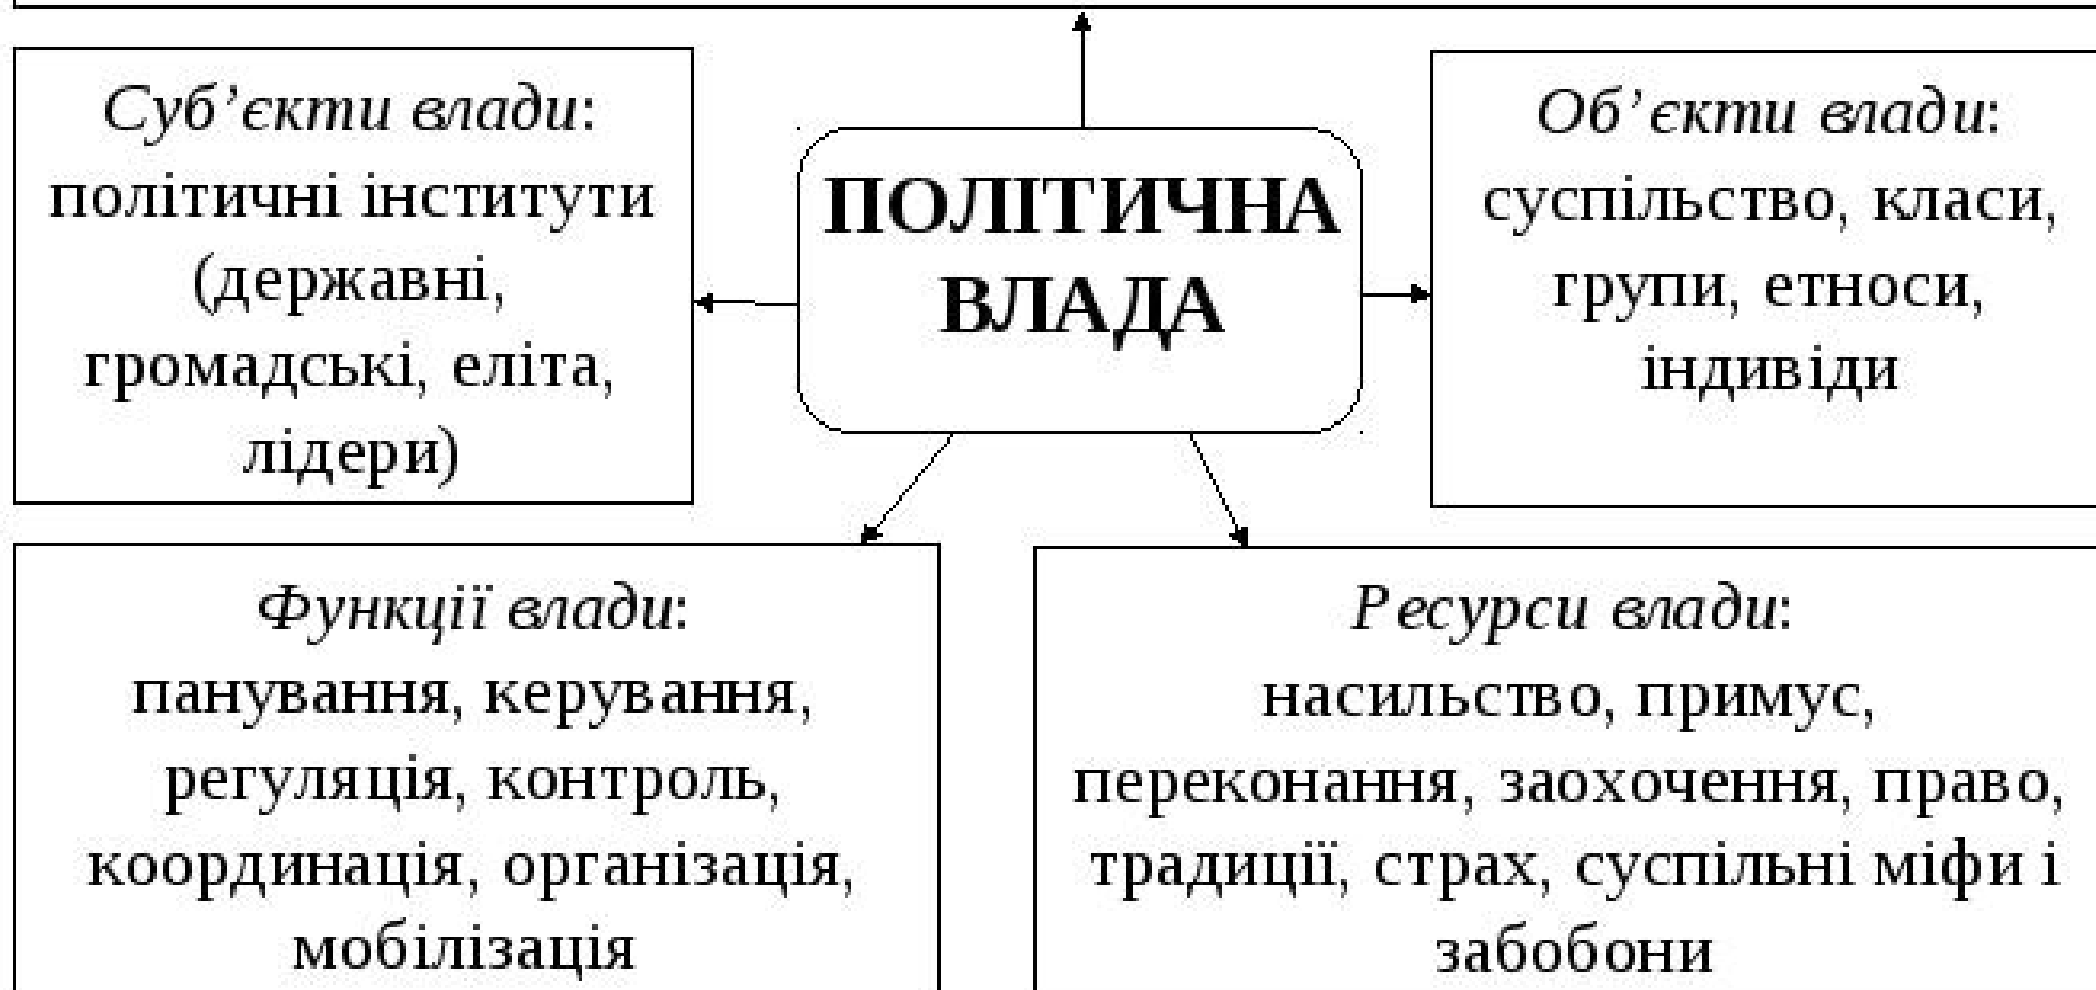 Суб’єкти влади:
політичні інститути
(державні,
громадські, еліта,
лідери)
ПОЛІТИЧНА
ВЛАДА
Об’єкти влади:
суспільство, класи,
групи, етноси,
індивіди
Функції влади:
панування, керування,
регуляція, контроль,
координація, організація,
мобілізація
Ресурси влади:
насильство, примус,
переконання, заохочення, право,
традиції, страх, суспільні міфи і
забобони